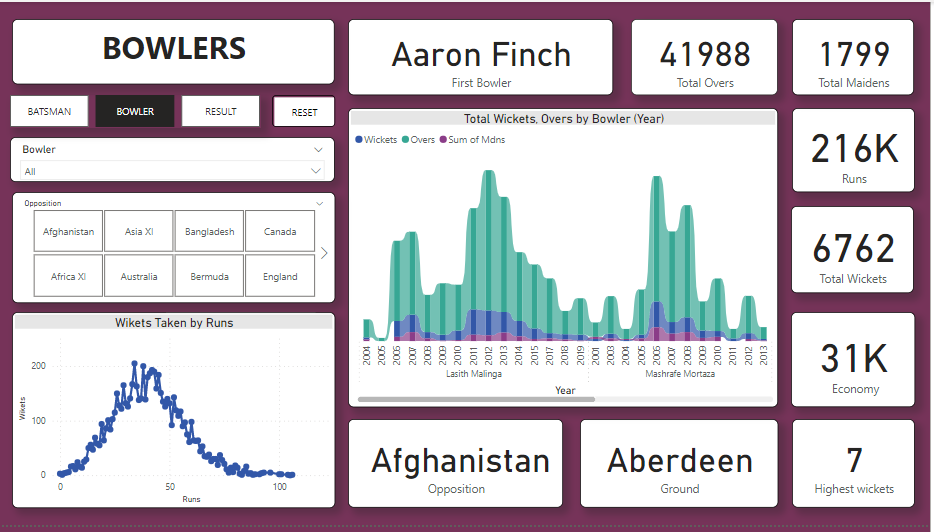 BOWLERS
BATSMAN BOWLER RESULT RESET
Bowler
All
Opposition
Afghanistan Asia XI Bangladesh Canada
Africa XI Australia Bermuda England
Wikets Taken by Runs
Wikets
200
100
0
0 50 100
Runs
Aaron Finch
First Bowler
41988
Total Overs
1799
Total Maidens
Total Wickets, Overs by Bowler (Year)
Wickets Overs Sum of Mdns
2004 2005 2006 2007 2008 2009 2010 2011 2012 2013 2014 2015 2017 2018 2019 2001 2003 2004 2005 2006 2007 2008 2009 2010 2011 2012 2013
Lasith Malinga Mashrafe Mortaza
Year
216K
Runs
6762
Total Wickets
31K
Economy
Afghanistan
Opposition
Aberdeen
Ground
7
Highest wickets